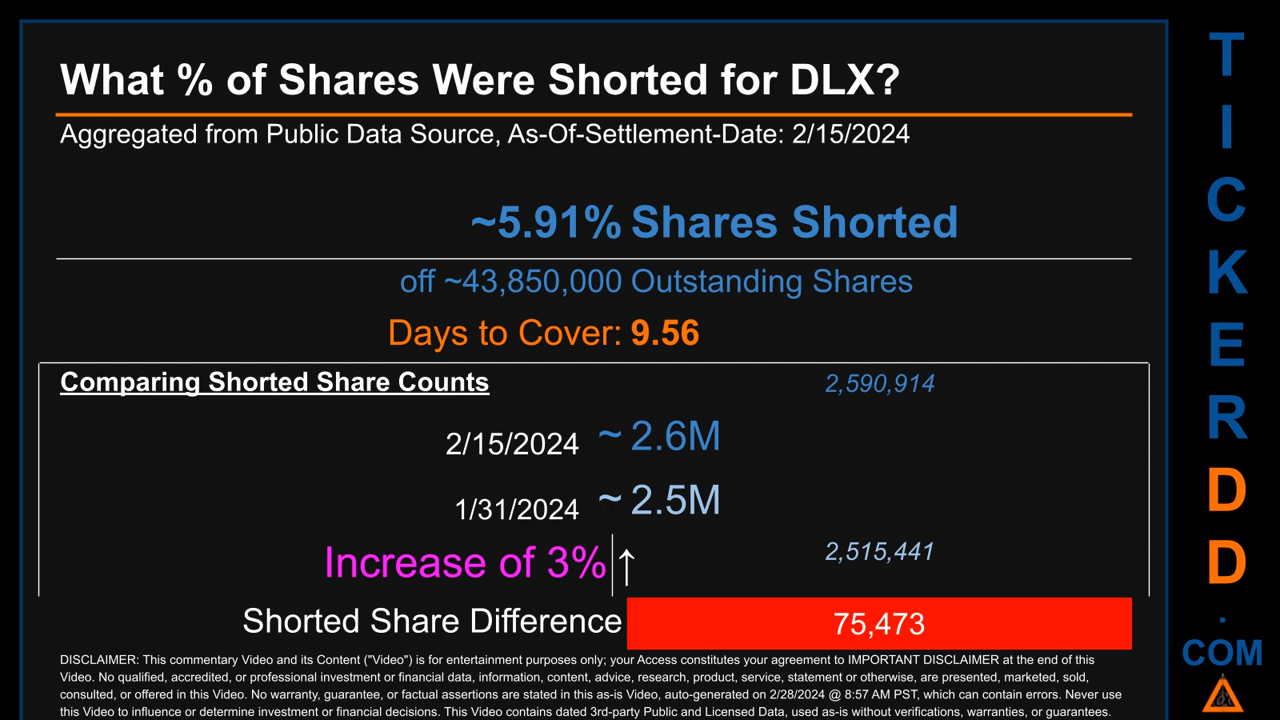 What % of Shares Were Shorted for DLX?
Aggregated from Public Data Source, As-Of-Settlement-Date: 2/15/2024
~5.91% Shares Shorted
off ~43,850,000 Outstanding Shares
Days to Cover: 9.56
Comparing Shorted Share Counts 2,590,914
2/15/2024 ~ 2.6M
1/31/2024 ~ 2.5M
Increase of 3% ↑ 2,515,441
Shorted Share Difference 75,473
DISCLAIMER: This commentary Video and its Content ("Video") is for entertainment purposes only; your Access constitutes your agreement to IMPORTANT DISCLAIMER at the end of this
Video. No qualified, accredited, or professional investment or financial data, information, content, advice, research, product, service, statement or otherwise, are presented, marketed, sold,
consulted, or offered in this Video. No warranty, guarantee, or factual assertions are stated in this as-is Video, auto-generated on 2/28/2024 @ 8:57 AM PST, which can contain errors. Never use
this Video to influence or determine investment or financial decisions. This Video contains dated 3rd-party Public and Licensed Data, used as-is without verifications, warranties, or guarantees.
T
I
C
K
E
R
D
D
.
COM